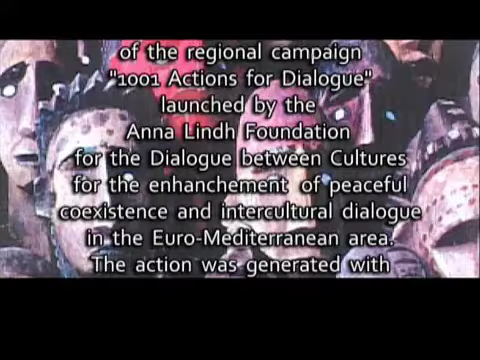 of the regional campaign
"1001 Actions for Dialogue"
launched by the
Anna Lindh Foundation
for the Dialogue between Cultures
for the enhanchement of peaceful
coexistence and intercultural dialogue
in the Euro-Mediterranean area.
The action was generated with